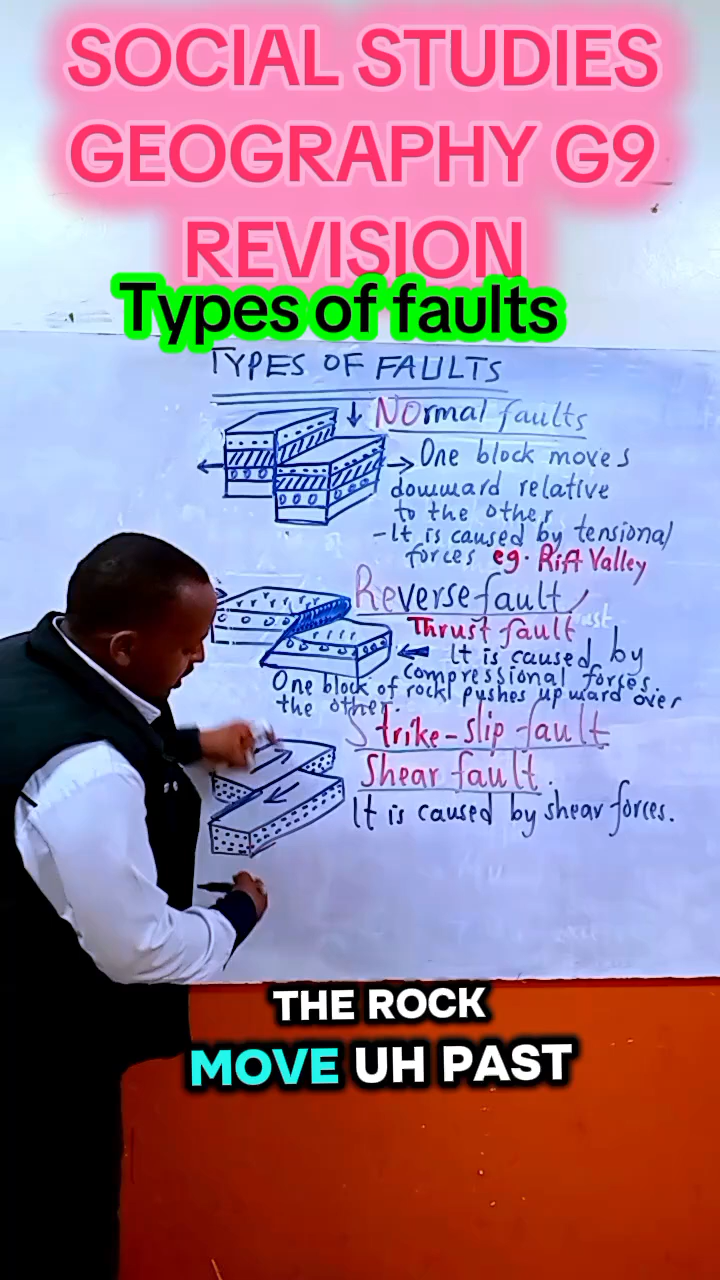 SOCIAL STUDIES
GEOGRAPHY G9
REVISION
Types of faults
TYPES OF FAULTS
NOrmal faults
One block moves
downward relative
to the other
-It is caused by tensional
forces eg. Rift Valley
Reverse fault
Thrust fault
It is caused by
compressional forces.
One block of rock pushes upward over
the other.
Strike-slip fault
Shear fault.
It is caused by shear forces.
THE ROCK
MOVE UH PAST